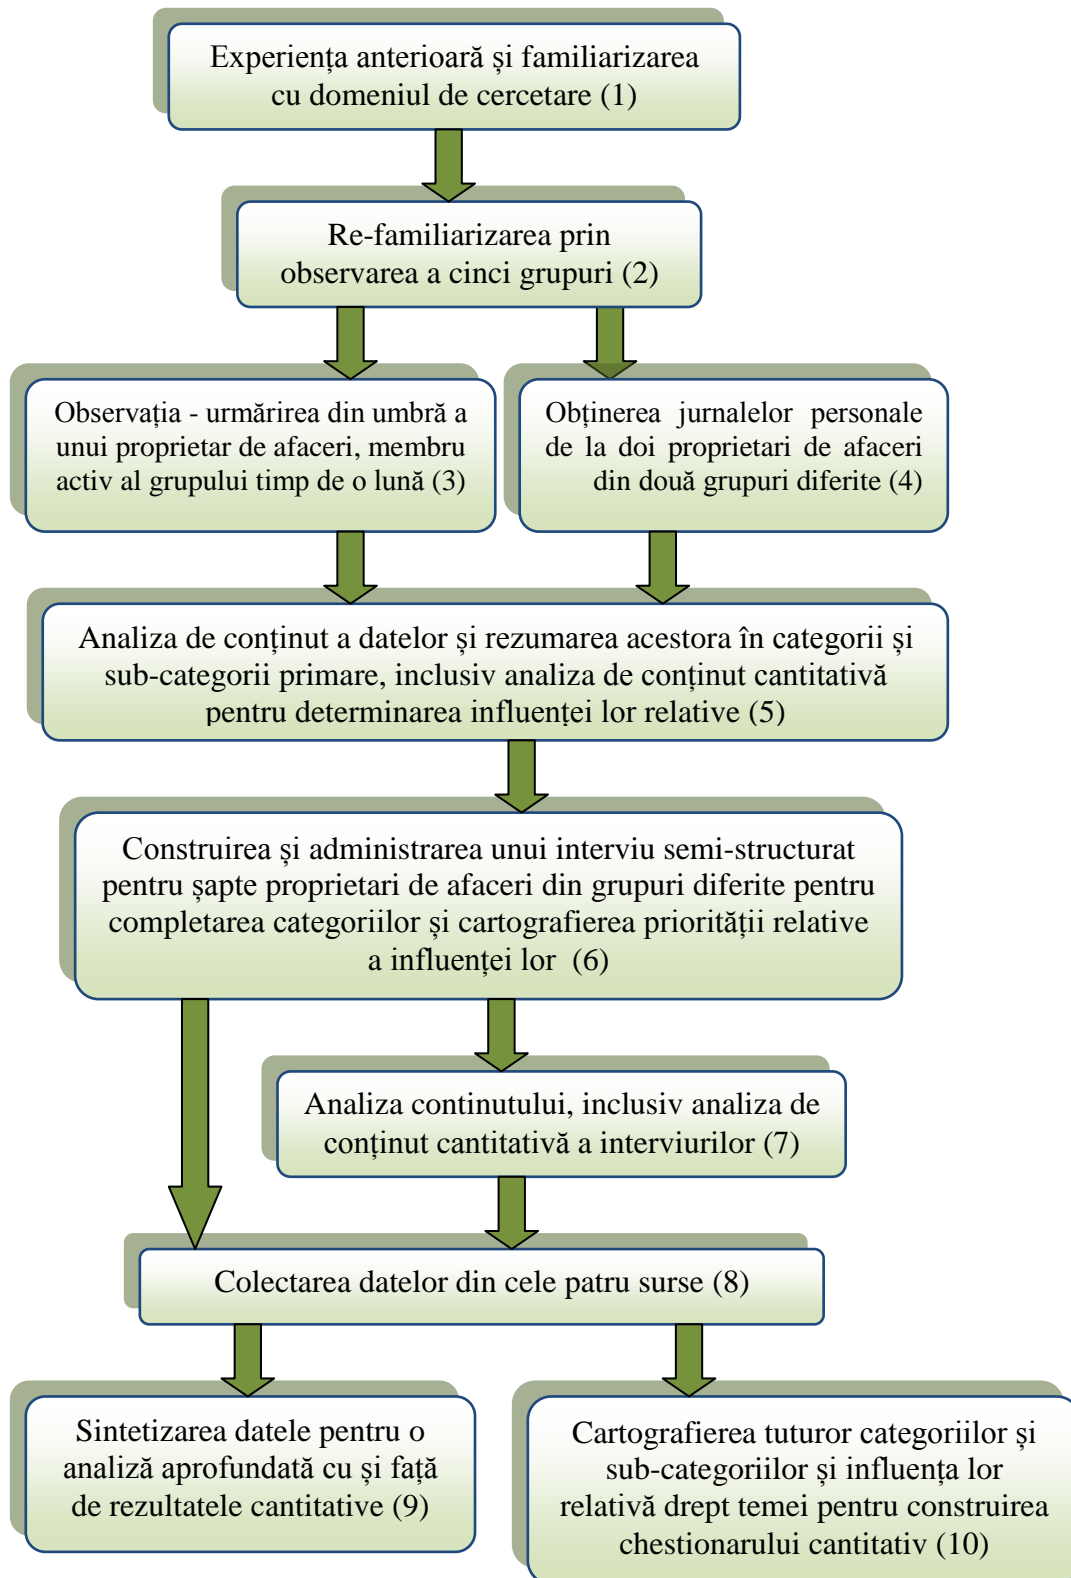 Experiența anterioară și familiarizarea
cu domeniul de cercetare (1)
Re-familiarizarea prin
observarea a cinci grupuri (2)
Observația - urmărirea din umbră a
unui proprietar de afaceri, membru
activ al grupului timp de o lună (3)
Obținerea jurnalelor personale
de la doi proprietari de afaceri
din două grupuri diferite (4)
Analiza de conținut a datelor și rezumarea acestora în categorii și
sub-categorii primare, inclusiv analiza de conținut cantitativă
pentru determinarea influenței lor relative (5)
Construirea și administrarea unui interviu semi-structurat
pentru șapte proprietari de afaceri din grupuri diferite pentru
completarea categoriilor și cartografierea priorității relative
a influenței lor (6)
Analiza continutului, inclusiv analiza de
conținut cantitativă a interviurilor (7)
Colectarea datelor din cele patru surse (8)
Sintetizarea datele pentru o
analiză aprofundată cu și față
de rezultatele cantitative (9)
Cartografierea tuturor categoriilor și
sub-categoriilor și influența lor
relativă drept temei pentru construirea
chestionarului cantitativ (10)